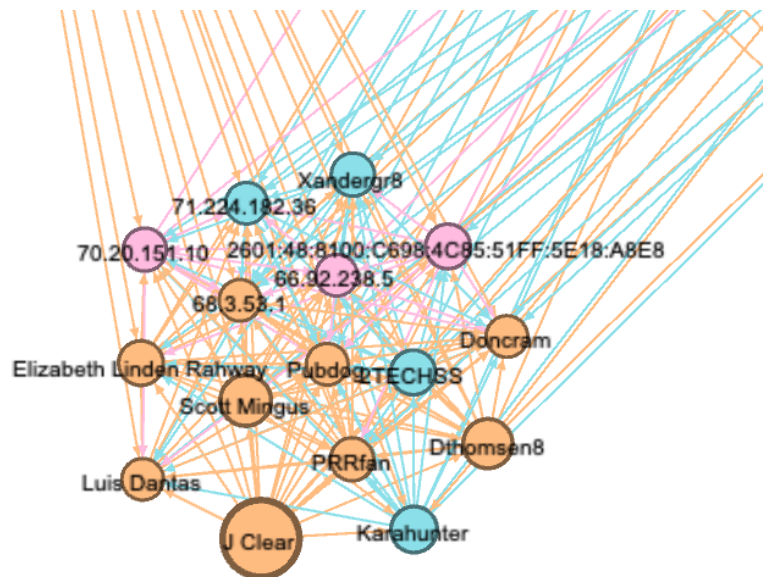 Xandergr8
71.224.182.36
70.20.151.10
2601:48:8100:C698:4C85:51FF:5E18:A8E8
66.92.238.5
68.3.53.1
Doncram
Elizabeth Linden Rahway
Pubdog
2TECHSS
Scott Mingus
Dthomsen8
PRRfan
Luis Dantas
J Clear
Karahunter